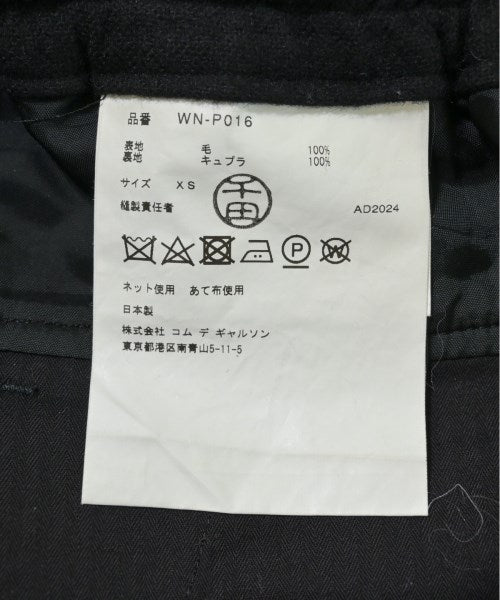 品番 WN-P016
表地 毛 100%
裏地 キュプラ 100%
サイズ XS
縫製責任者 千田 AD2024
P W
ネット使用 あて布使用
日本製
株式会社 コム デ ギャルソン
東京都港区南青山5-11-5